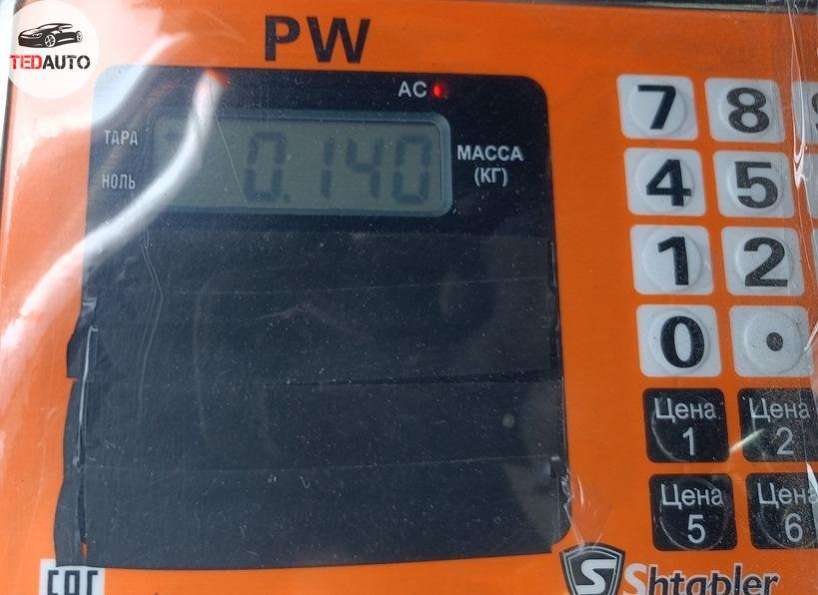 TEDAUTO
PW
AC
ТАРА
НОЛЬ
0.140
МАССА
(КГ)
7 8
4 5
1 2
0 .
Цена 1
Цена 2
Цена 5
Цена 6
EAC
Shtapler